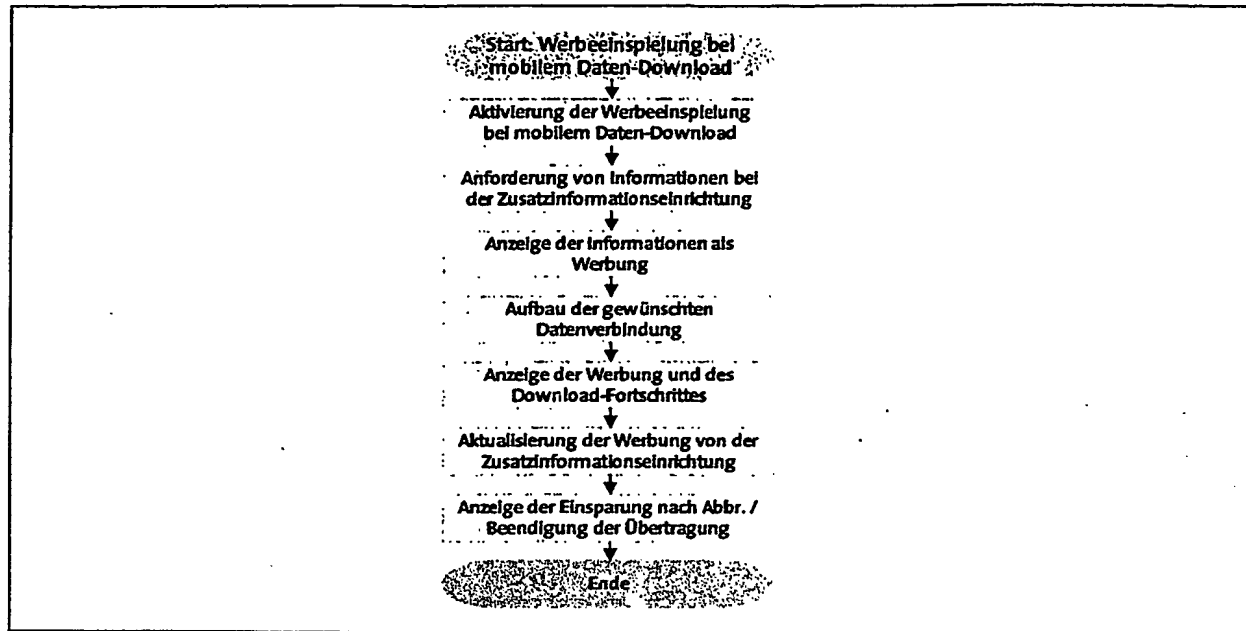 Start: Werbeeinspielung bei
mobilem Daten-Download
Aktivierung der Werbeeinspielung
bei mobilem Daten-Download
Anforderung von Informationen bei
der Zusatzinformationseinrichtung
Anzeige der Informationen als
Werbung
Aufbau der gewünschten
Datenverbindung
Anzeige der Werbung und des
Download-Fortschrittes
Aktualisierung der Werbung von der
Zusatzinformationseinrichtung
Anzeige der Einsparung nach Abbr. /
Beendigung der Übertragung
Ende